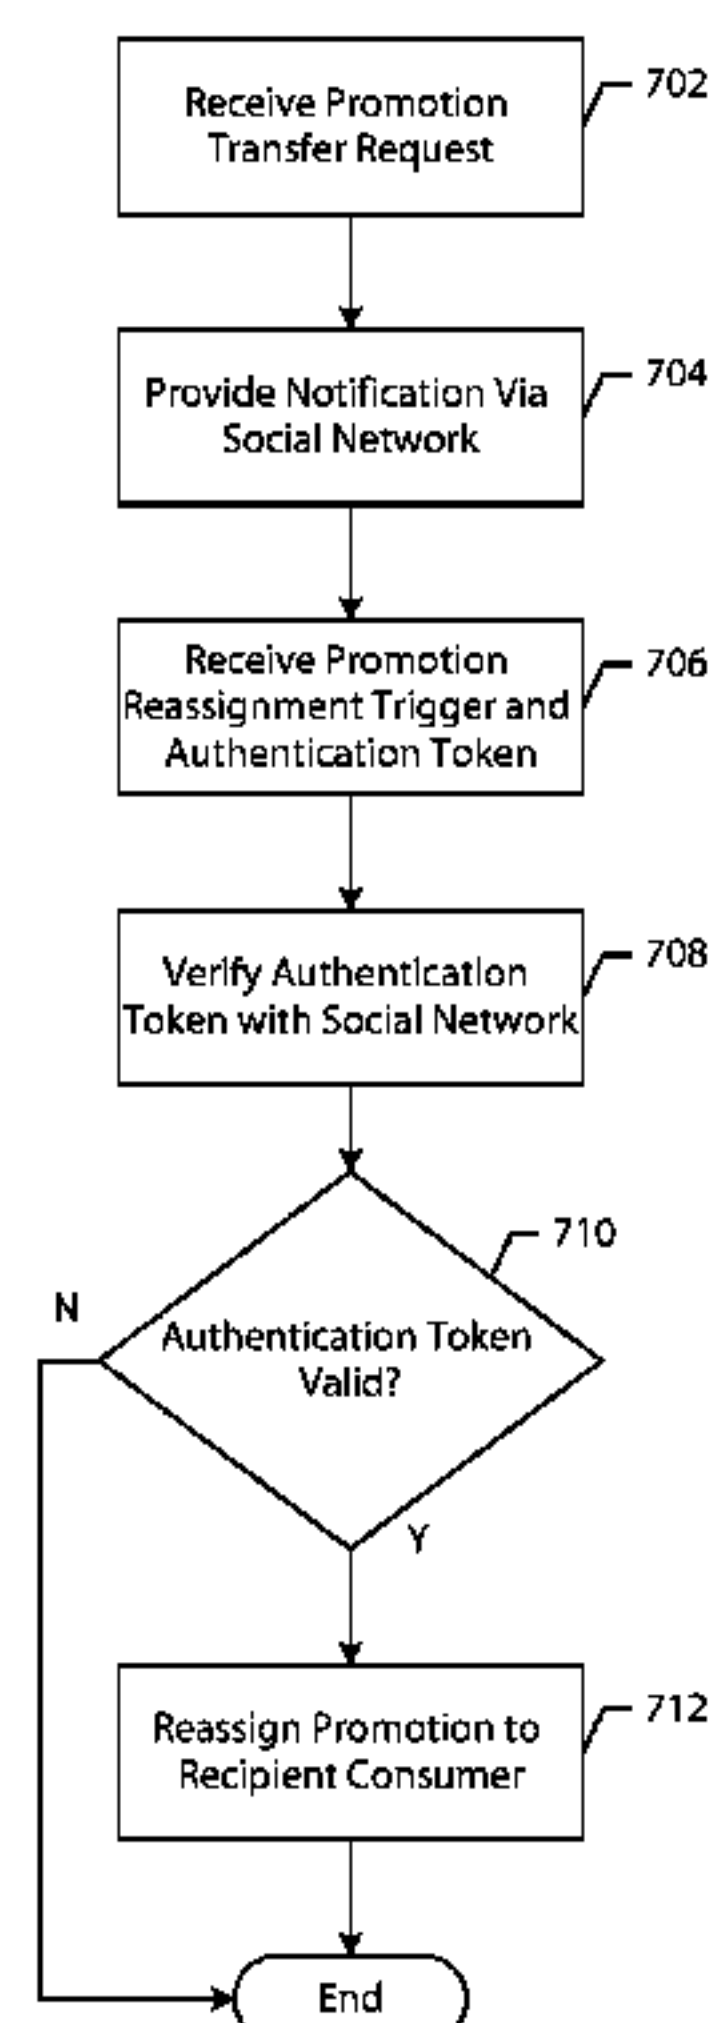 Receive Promotion
Transfer Request
702
Provide Notification Via
Social Network
704
Receive Promotion
Reassignment Trigger and
Authentication Token
706
Verify Authentication
Token with Social Network
708
710
N
Authentication Token
Valid?
Y
Reassign Promotion to
Recipient Consumer
712
End